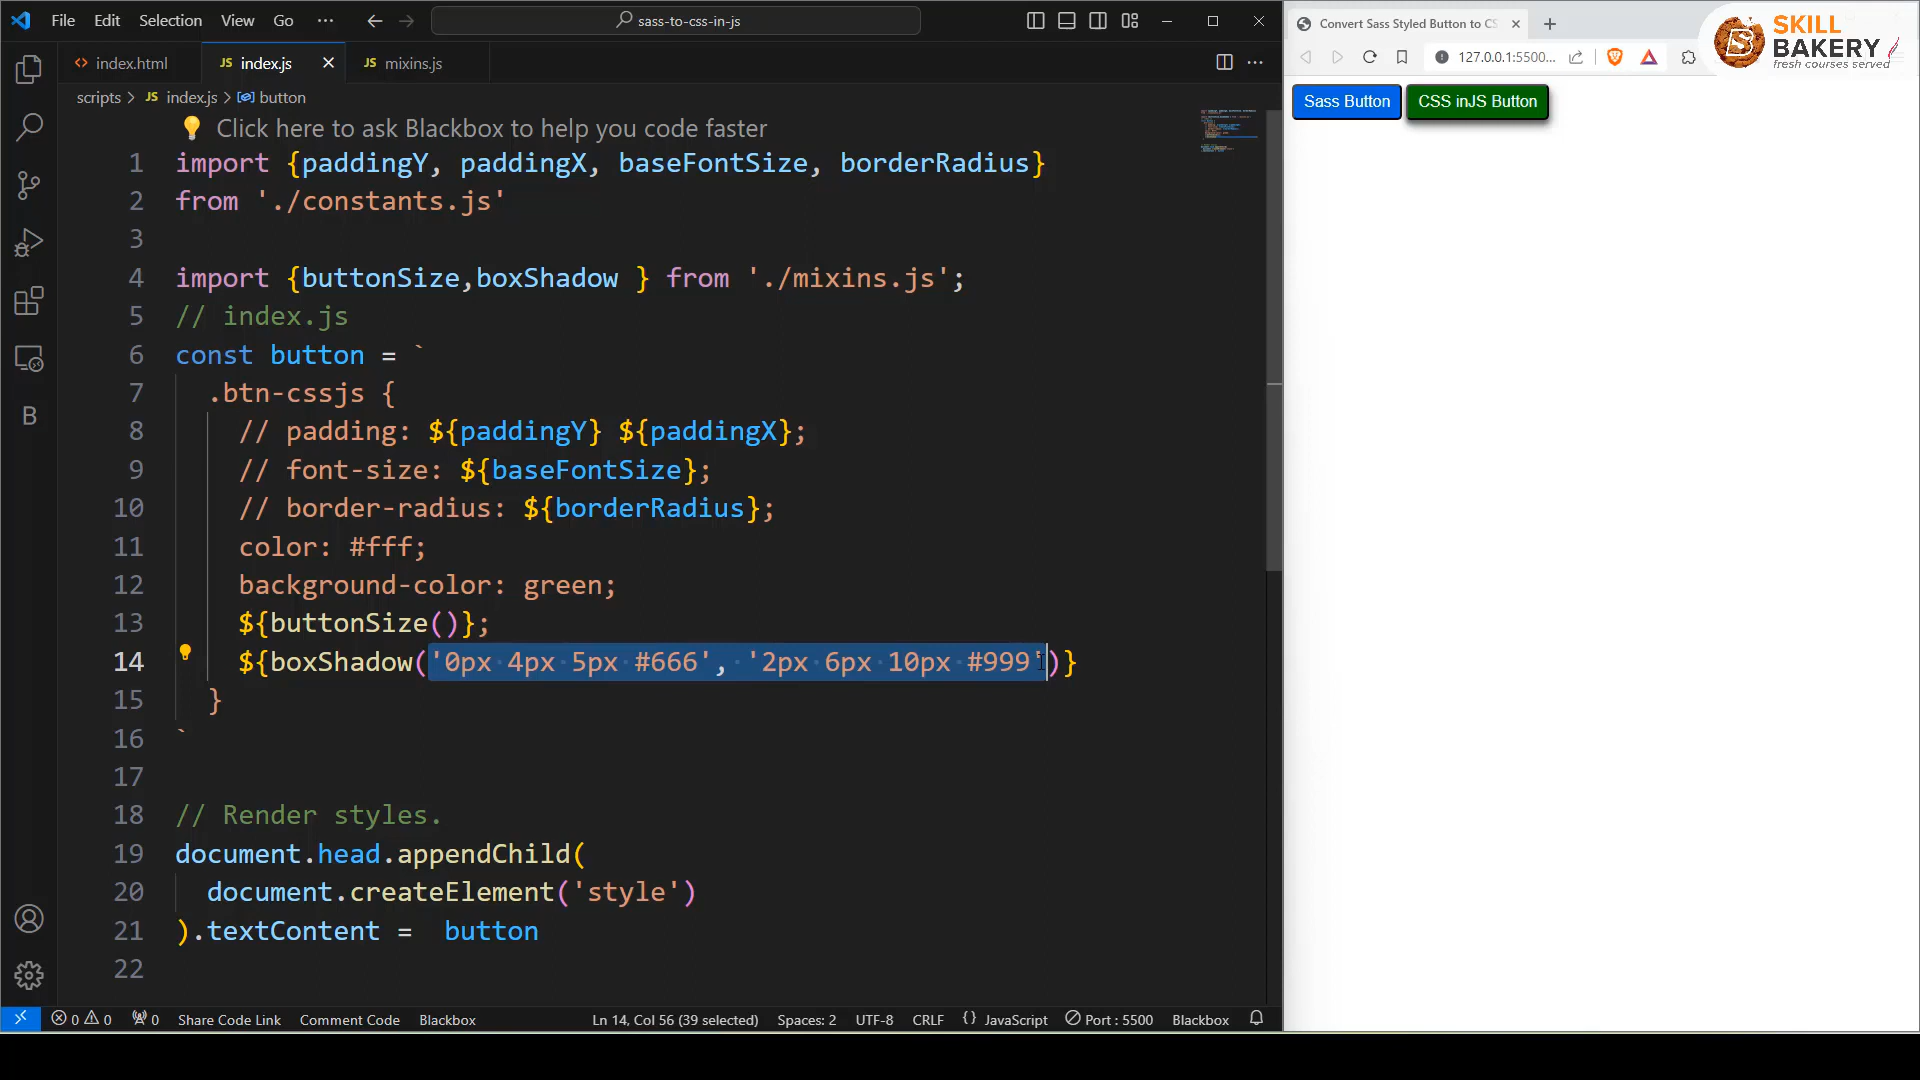 File Edit Selection View Go ··· sass-to-css-in-js
index.html JS index.js JS mixins.js
scripts > JS index.js > button
Click here to ask Blackbox to help you code faster
1 import {paddingY, paddingX, baseFontSize, borderRadius}
2 from './constants.js'
3
4 import {buttonSize,boxShadow } from './mixins.js';
5 // index.js
6 const button = `
7 .btn-cssjs {
8 // padding: ${paddingY} ${paddingX};
9 // font-size: ${baseFontSize};
10 // border-radius: ${borderRadius};
11 color: #fff;
12 background-color: green;
13 ${buttonSize()};
14 ${boxShadow('0px 4px 5px #666', '2px 6px 10px #999')}
15 }
16 `
17
18 // Render styles.
19 document.head.appendChild(
20 document.createElement('style')
21 ).textContent = button
22
B
0 0 0 Share Code Link Comment Code Blackbox Ln 14, Col 56 (39 selected) Spaces: 2 UTF-8 CRLF {} JavaScript Port : 5500 Blackbox
Convert Sass Styled Button to CS
127.0.0.1:5500...
SKILL
BAKERY
fresh courses served
Sass Button CSS inJS Button